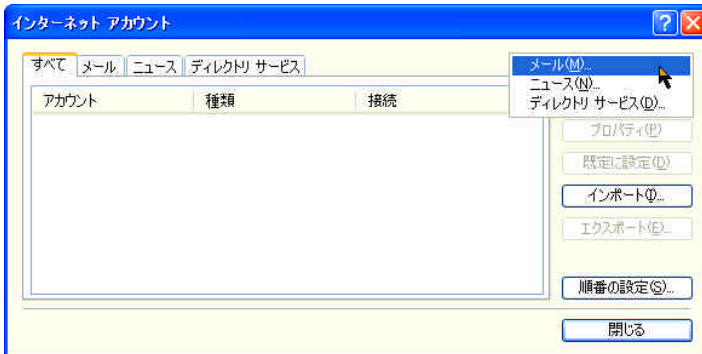 インターネット アカウント
すべて メール ニュース ディレクトリ サービス
メール(M)...
ニュース(N)...
ディレクトリ サービス(D)...
アカウント 種類 接続
プロパティ(P)
既定に設定(D)
インポート(I)...
エクスポート(E)...
順番の設定(S)...
閉じる